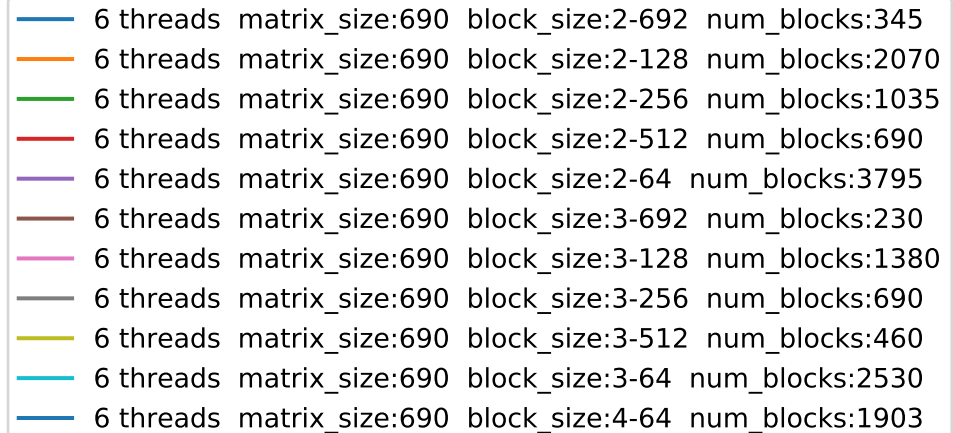 6 threads  matrix_size:690  block_size:2-692  num_blocks:345
6 threads  matrix_size:690  block_size:2-128  num_blocks:2070
6 threads  matrix_size:690  block_size:2-256  num_blocks:1035
6 threads  matrix_size:690  block_size:2-512  num_blocks:690
6 threads  matrix_size:690  block_size:2-64  num_blocks:3795
6 threads  matrix_size:690  block_size:3-692  num_blocks:230
6 threads  matrix_size:690  block_size:3-128  num_blocks:1380
6 threads  matrix_size:690  block_size:3-256  num_blocks:690
6 threads  matrix_size:690  block_size:3-512  num_blocks:460
6 threads  matrix_size:690  block_size:3-64  num_blocks:2530
6 threads  matrix_size:690  block_size:4-64  num_blocks:1903